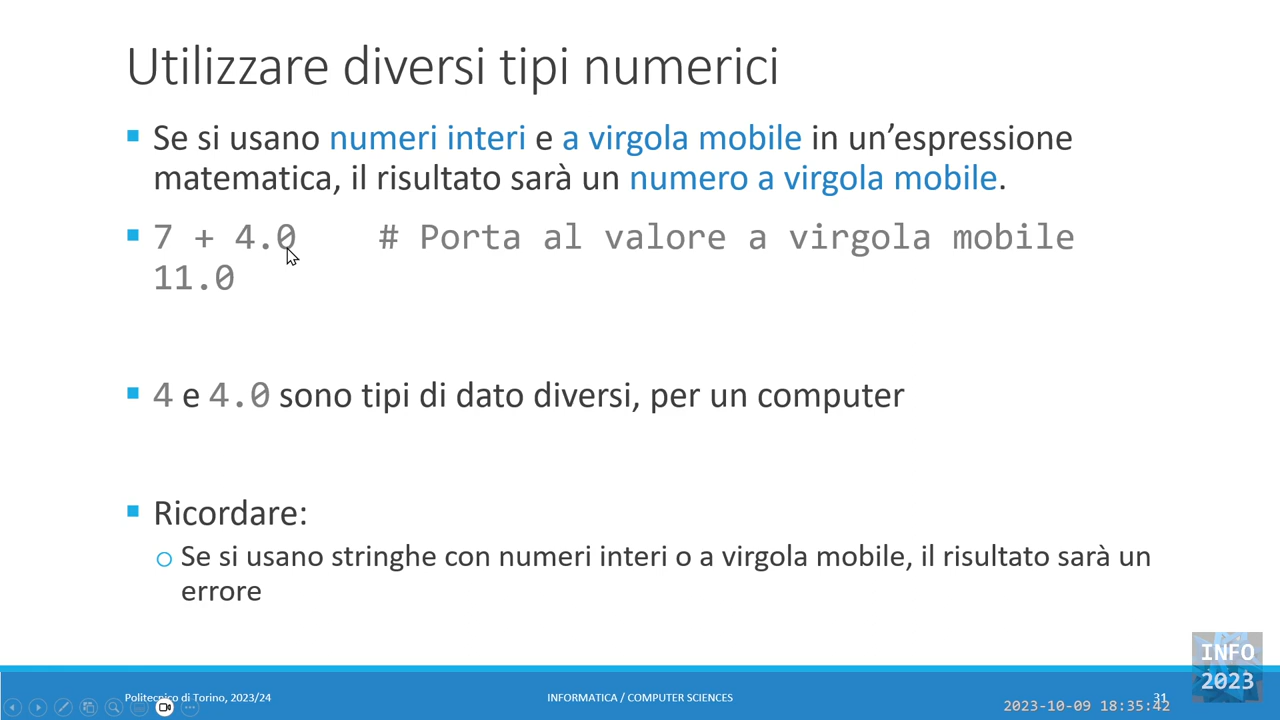 Utilizzare diversi tipi numerici
Se si usano numeri interi e a virgola mobile in un’espressione
matematica, il risultato sarà un numero a virgola mobile.
7 + 4.0    # Porta al valore a virgola mobile
11.0
4 e 4.0 sono tipi di dato diversi, per un computer
Ricordare:
Se si usano stringhe con numeri interi o a virgola mobile, il risultato sarà un
errore
INFO
2023
Politecnico di Torino, 2023/24
INFORMATICA / COMPUTER SCIENCES
31
2023-10-09 18:35:42